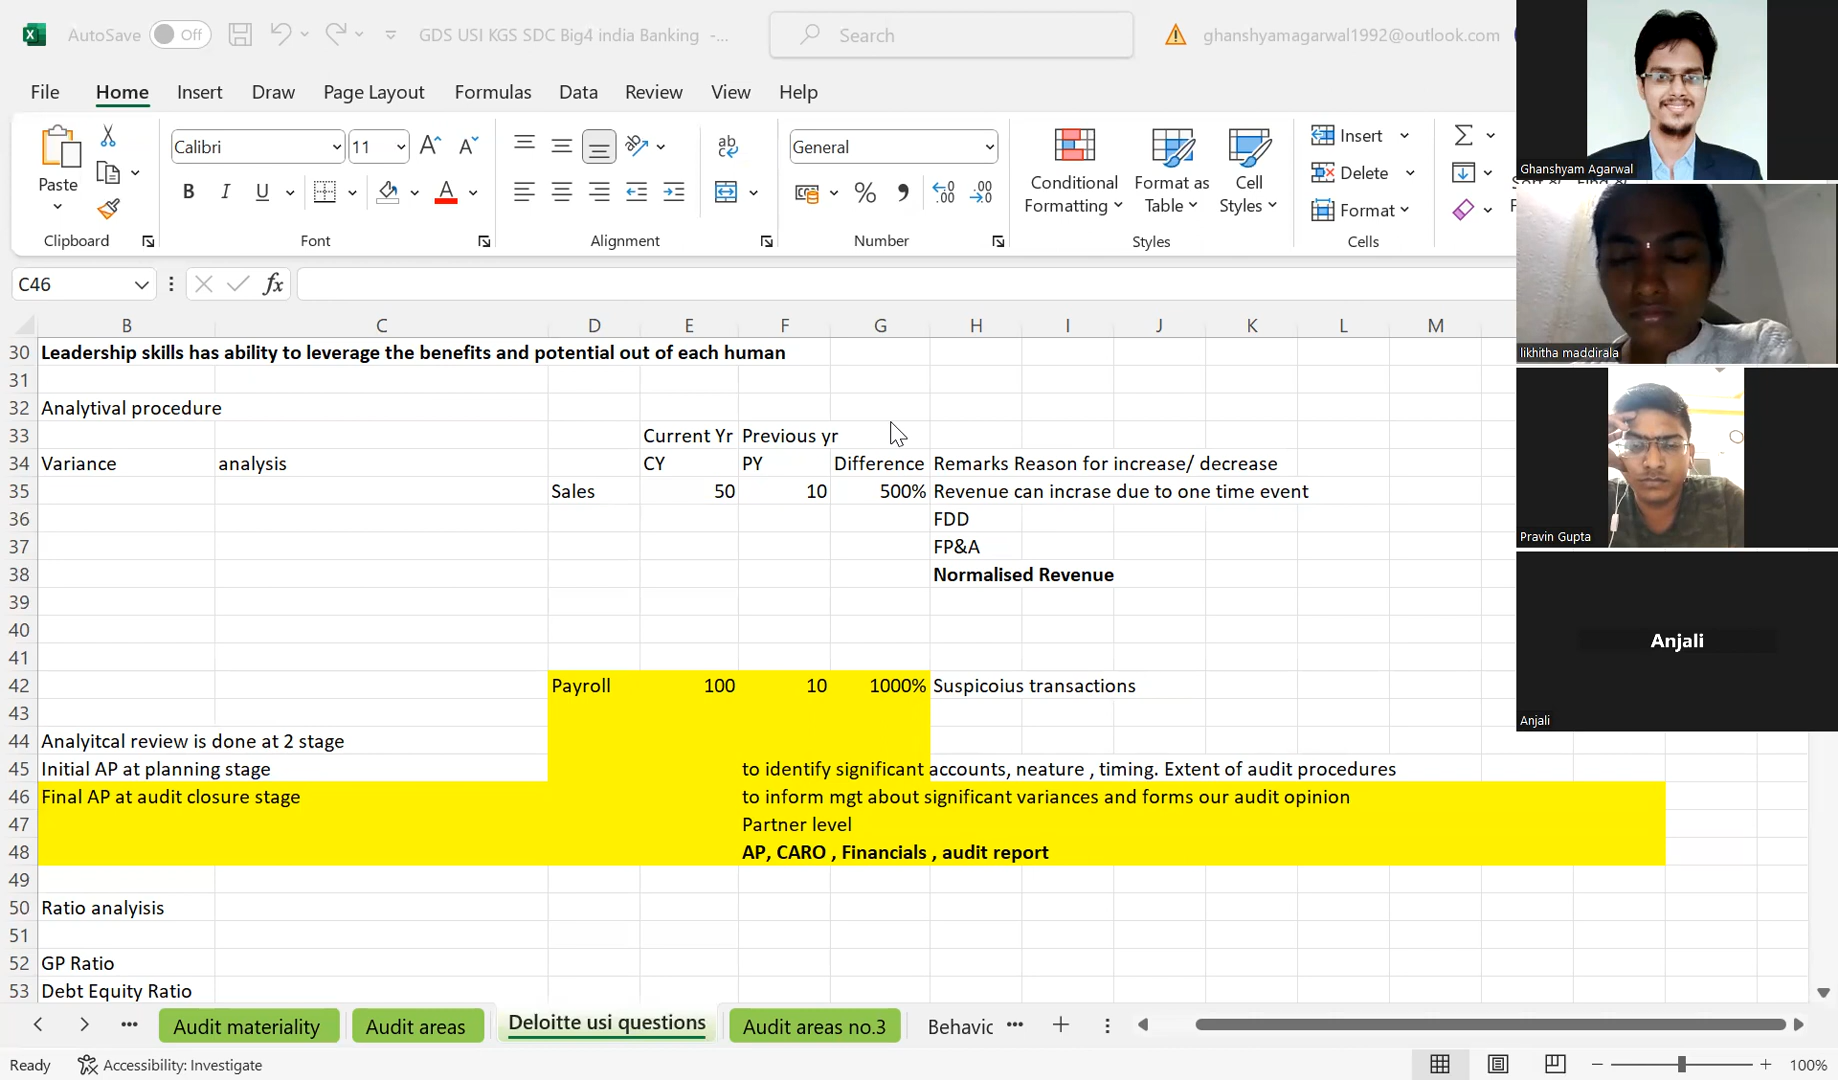 AutoSave Off GDS USI KGS SDC Big4 india Banking -... Search ghanshyamagarwal1992@outlook.com
File Home Insert Draw Page Layout Formulas Data Review View Help
Paste Calibri 11 General Conditional Formatting Format as Table Cell Styles Insert Delete Format
B I U A
Clipboard Font Alignment Number Styles Cells
C46 fx
B C D E F G H I J K L M
30 Leadership skills has ability to leverage the benefits and potential out of each human
31
32 Analytival procedure
33 Current Yr Previous yr
34 Variance analysis CY PY Difference Remarks Reason for increase/ decrease
35 Sales 50 10 500% Revenue can incrase due to one time event
36 FDD
37 FP&A
38 Normalised Revenue
39
40
41
42 Payroll 100 10 1000% Suspicoius transactions
43
44 Analyitcal review is done at 2 stage
45 Initial AP at planning stage to identify significant accounts, neature , timing. Extent of audit procedures
46 Final AP at audit closure stage to inform mgt about significant variances and forms our audit opinion
47 Partner level
48 AP, CARO , Financials , audit report
49
50 Ratio analyisis
51
52 GP Ratio
53 Debt Equity Ratio
Audit materiality Audit areas Deloitte usi questions Audit areas no.3 Behavic
Ready Accessibility: Investigate 100%
Ghanshyam Agarwal
likhitha maddirala
Pravin Gupta
Anjali
Anjali